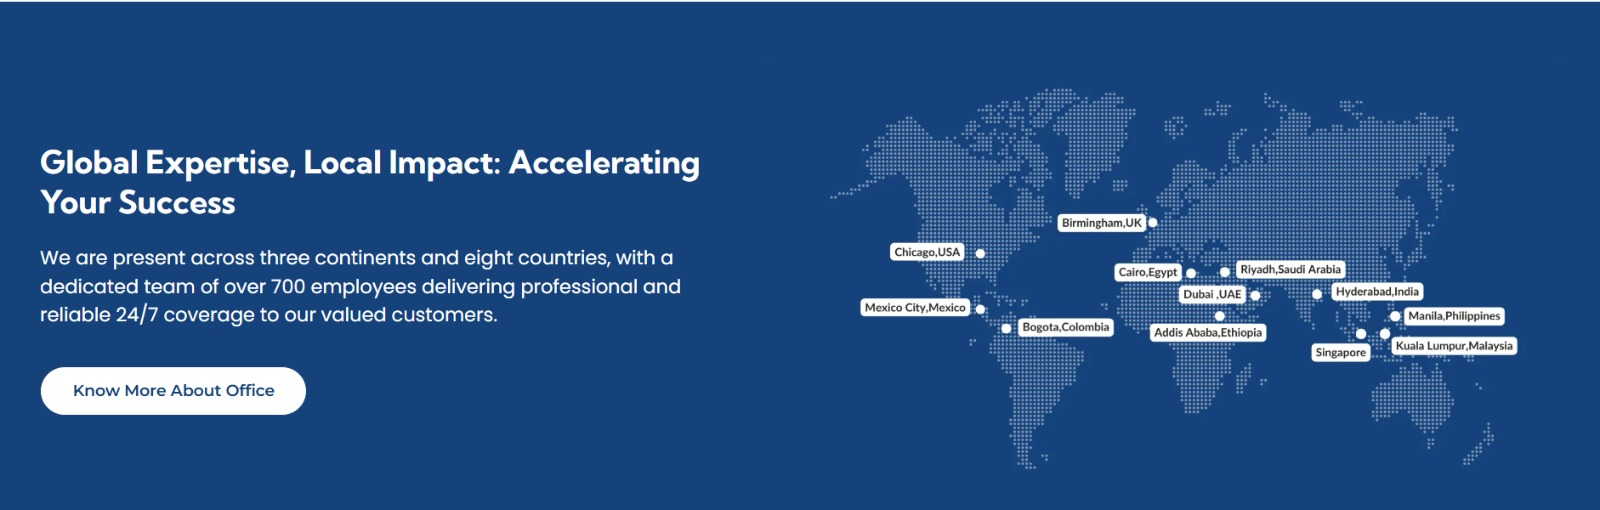 Global Expertise, Local Impact: Accelerating
Your Success
We are present across three continents and eight countries, with a
dedicated team of over 700 employees delivering professional and
reliable 24/7 coverage to our valued customers.
Know More About Office
Birmingham,UK
Chicago,USA
Cairo,Egypt
Riyadh,Saudi Arabia
Dubai ,UAE
Hyderabad,India
Mexico City,Mexico
Manila,Philippines
Bogota,Colombia
Addis Ababa,Ethiopia
Kuala Lumpur,Malaysia
Singapore